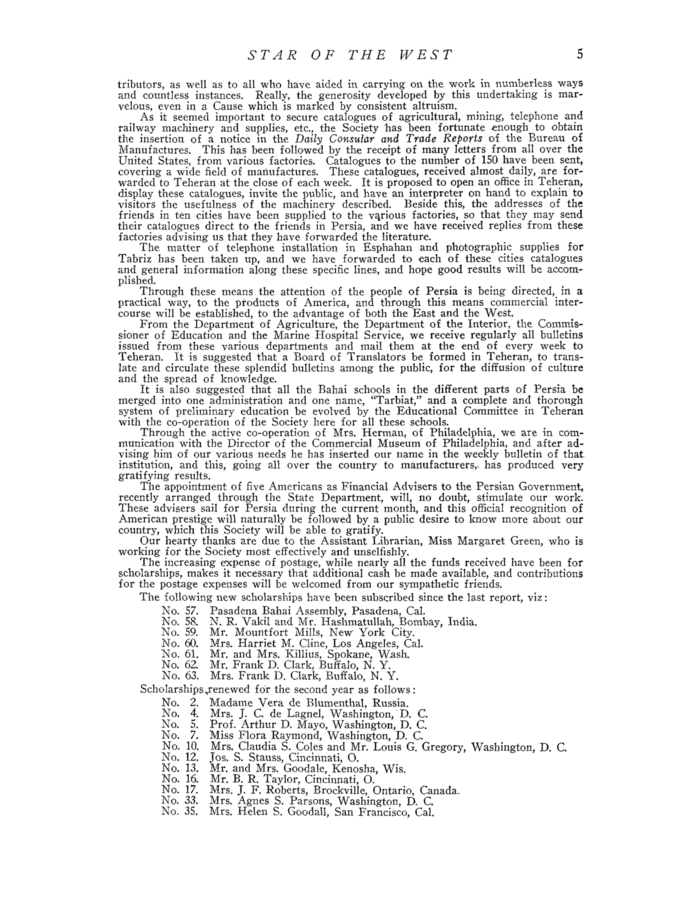 STAR OF THE WEST 5
tributors, as well as to all who have aided in carrying on the work in numberless ways
and countless instances. Really, the generosity developed by this undertaking is mar-
velous, even in a Cause which is marked by consistent altruism.
As it seemed important to secure catalogues of agricultural, mining, telephone and
railway machinery and supplies, etc., the Society has been fortunate enough to obtain
the insertion of a notice in the Daily Consular and Trade Reports of the Bureau of
Manufactures. This has been followed by the receipt of many letters from all over the
United States, from various factories. Catalogues to the number of 150 have been sent,
covering a wide field of manufactures. These catalogues, received almost daily, are for-
warded to Teheran at the close of each week. It is proposed to open an office in Teheran,
display these catalogues, invite the public, and have an interpreter on hand to explain to
visitors the usefulness of the machinery described. Beside this, the addresses of the
friends in ten cities have been supplied to the various factories, so that they may send
their catalogues direct to the friends in Persia, and we have received replies from these
factories advising us that they have forwarded the literature.
The matter of telephone installation in Esphahan and photographic supplies for
Tabriz has been taken up, and we have forwarded to each of these cities catalogues
and general information along these specific lines, and hope good results will be accom-
plished.
Through these means the attention of the people of Persia is being directed, in a
practical way, to the products of America, and through this means commercial inter-
course will be established, to the advantage of both the East and the West.
From the Department of Agriculture, the Department of the Interior, the Commis-
sioner of Education and the Marine Hospital Service, we receive regularly all bulletins
issued from these various departments and mail them at the end of every week to
Teheran. It is suggested that a Board of Translators be formed in Teheran, to trans-
late and circulate these splendid bulletins among the public, for the diffusion of culture
and the spread of knowledge.
It is also suggested that all the Bahai schools in the different parts of Persia be
merged into one administration and one name, "Tarbiat," and a complete and thorough
system of preliminary education be evolved by the Educational Committee in Teheran
with the co-operation of the Society here for all these schools.
Through the active co-operation of Mrs. Herman, of Philadelphia, we are in com-
munication with the Director of the Commercial Museum of Philadelphia, and after ad-
vising him of our various needs he has inserted our name in the weekly bulletin of that
institution, and this, going all over the country to manufacturers, has produced very
gratifying results.
The appointment of five Americans as Financial Advisers to the Persian Government,
recently arranged through the State Department, will, no doubt, stimulate our work.
These advisers sail for Persia during the current month, and this official recognition of
American prestige will naturally be followed by a public desire to know more about our
country, which this Society will be able to gratify.
Our hearty thanks are due to the Assistant Librarian, Miss Margaret Green, who is
working for the Society most effectively and unselfishly.
The increasing expense of postage, while nearly all the funds received have been for
scholarships, makes it necessary that additional cash be made available, and contributions
for the postage expenses will be welcomed from our sympathetic friends.
The following new scholarships have been subscribed since the last report, viz:
No. 57. Pasadena Bahai Assembly, Pasadena, Cal.
No. 58. N. R. Vakil and Mr. Hashmatullah, Bombay, India.
No. 59. Mr. Mountfort Mills, New York City.
No. 60. Mrs. Harriet M. Cline, Los Angeles, Cal.
No. 61. Mr. and Mrs. Killius, Spokane, Wash.
No. 62. Mr. Frank D. Clark, Buffalo, N. Y.
No. 63. Mrs. Frank D. Clark, Buffalo, N. Y.
Scholarships renewed for the second year as follows:
No. 2. Madame Vera de Blumenthal, Russia.
No. 4. Mrs. J. C. de Lagnel, Washington, D. C.
No. 5. Prof. Arthur D. Mayo, Washington, D. C.
No. 7. Miss Flora Raymond, Washington, D. C.
No. 10. Mrs. Claudia S. Coles and Mr. Louis G. Gregory, Washington, D. C.
No. 12. Jos. S. Stauss, Cincinnati, O.
No. 13. Mr. and Mrs. Goodale, Kenosha, Wis.
No. 16. Mr. B. R. Taylor, Cincinnati, O.
No. 17. Mrs. J. F. Roberts, Brockville, Ontario, Canada.
No. 33. Mrs. Agnes S. Parsons, Washington, D. C.
No. 35. Mrs. Helen S. Goodall, San Francisco, Cal.